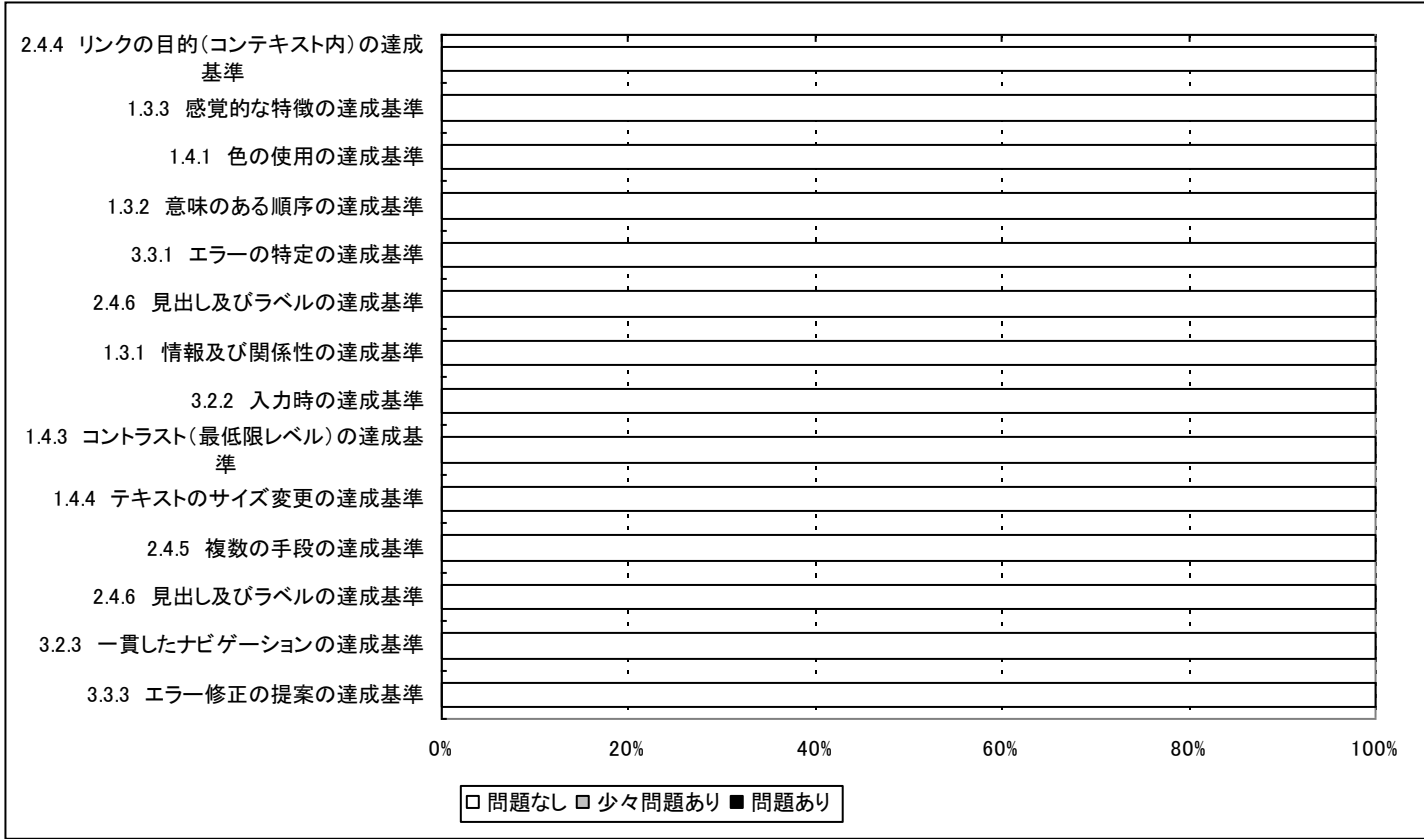 2.4.4 リンクの目的(コンテキスト内)の達成
基準
1.3.3 感覚的な特徴の達成基準
1.4.1 色の使用の達成基準
1.3.2 意味のある順序の達成基準
3.3.1 エラーの特定の達成基準
2.4.6 見出し及びラベルの達成基準
1.3.1 情報及び関係性の達成基準
3.2.2 入力時の達成基準
1.4.3 コントラスト(最低限レベル)の達成基
準
1.4.4 テキストのサイズ変更の達成基準
2.4.5 複数の手段の達成基準
2.4.6 見出し及びラベルの達成基準
3.2.3 一貫したナビゲーションの達成基準
3.3.3 エラー修正の提案の達成基準
0% 20% 40% 60% 80% 100%
問題なし 少々問題あり 問題あり